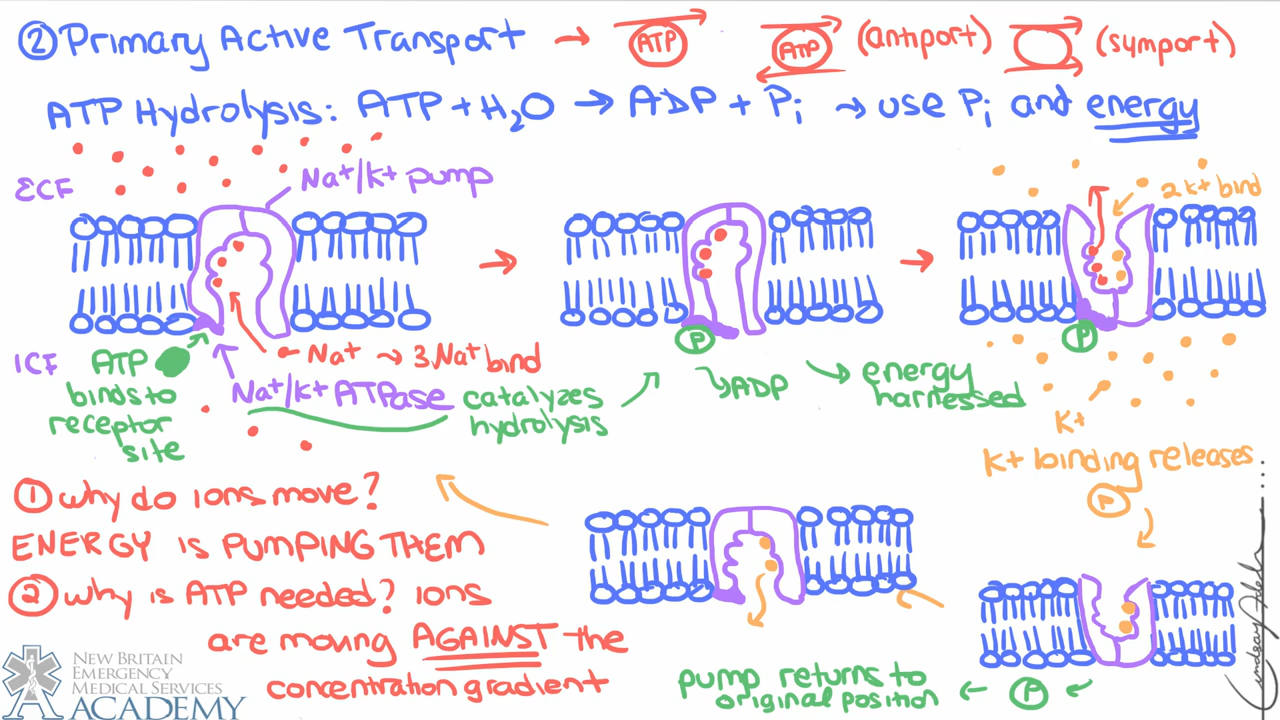 ② Primary Active Transport → ATP ATP (antiport) (symport)
ATP Hydrolysis: ATP + H₂O → ADP + Pi → use Pi and energy
ECF
Na⁺/K⁺ pump
2 K+ bind
ICF
ATP
binds to
receptor
site
Na⁺ → 3 Na⁺ bind
Na⁺/K⁺ ATPase
catalyzes
hydrolysis
P
ADP
energy
harnessed
P
K+
K+ binding releases...
P
① why do ions move?
ENERGY is PUMPING THEM
② why is ATP needed? Ions
are moving AGAINST the
concentration gradient
pump returns to
original position
← P ←
NEW BRITAIN
EMERGENCY
MEDICAL SERVICES
ACADEMY